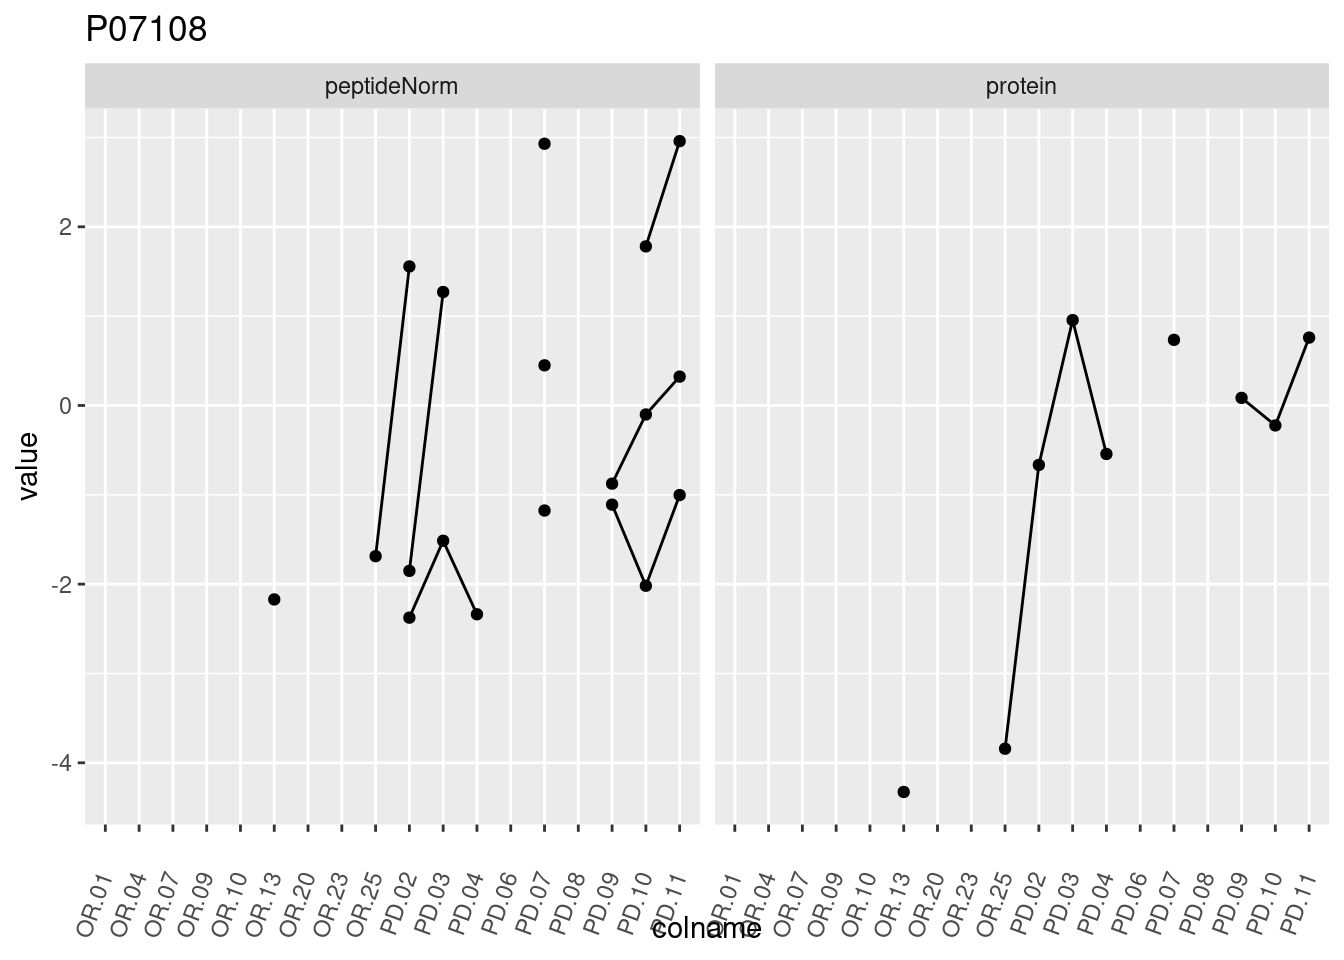 P07108
peptideNorm protein
value
2
0
-2
-4
OR.01 OR.04 OR.07 OR.09 OR.10 OR.13 OR.20 OR.23 OR.25 PD.02 PD.03 PD.04 PD.06 PD.07 PD.08 PD.09 PD.10 PD.11 OR.01 OR.04 OR.07 OR.09 OR.10 OR.13 OR.20 OR.23 OR.25 PD.02 PD.03 PD.04 PD.06 PD.07 PD.08 PD.09 PD.10 PD.11
colname